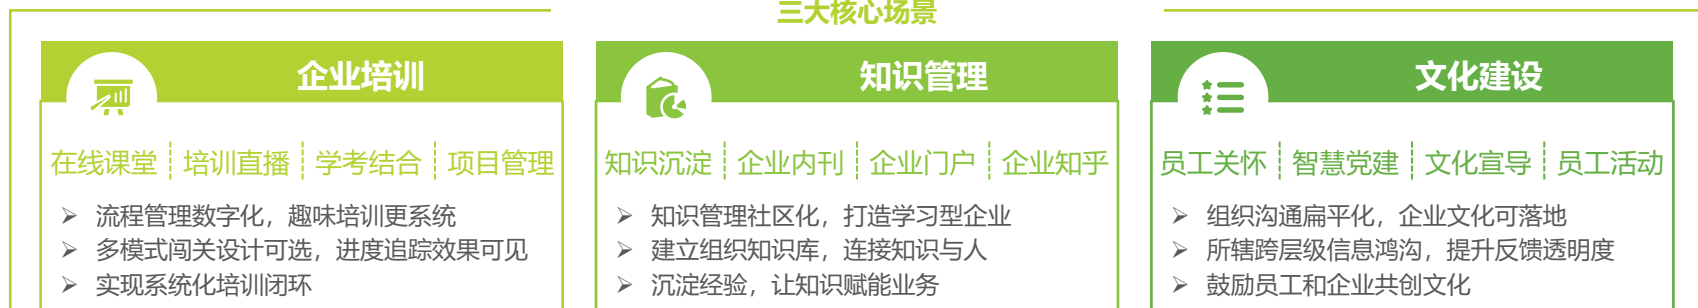 三大核心场景
企业培训
在线课堂 培训直播 学考结合 项目管理
流程管理数字化，趣味培训更系统
多模式闯关设计可选，进度追踪效果可见
实现系统化培训闭环
知识管理
知识沉淀 企业内刊 企业门户 企业知乎
知识管理社区化，打造学习型企业
建立组织知识库，连接知识与人
沉淀经验，让知识赋能业务
文化建设
员工关怀 智慧党建 文化宣导 员工活动
组织沟通扁平化，企业文化可落地
所辖跨层级信息鸿沟，提升反馈透明度
鼓励员工和企业共创文化